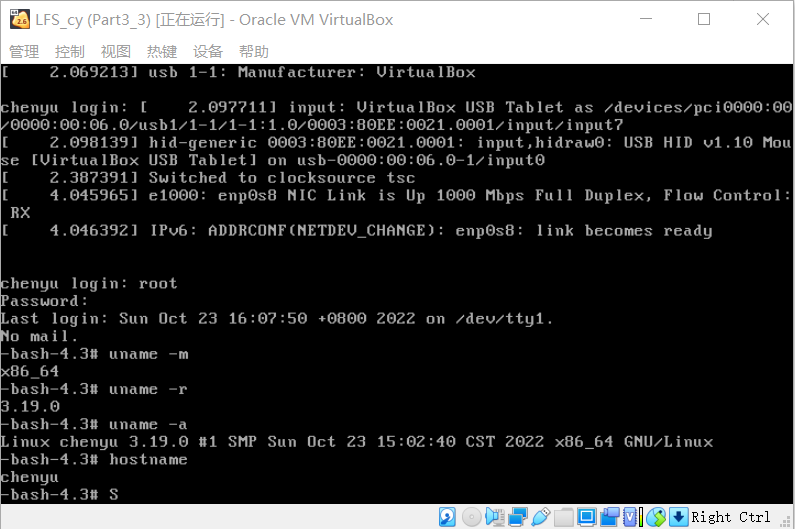 LFS_cy (Part3_3) [正在运行] - Oracle VM VirtualBox
管理 控制 视图 热键 设备 帮助
[    2.069213] usb 1-1: Manufacturer: VirtualBox
chenyu login: [    2.097711] input: VirtualBox USB Tablet as /devices/pci0000:00
/0000:00:06.0/usb1/1-1/1-1:1.0/0003:80EE:0021.0001/input/input7
[    2.098139] hid-generic 0003:80EE:0021.0001: input,hidraw0: USB HID v1.10 Mou
se [VirtualBox USB Tablet] on usb-0000:00:06.0-1/input0
[    2.387391] Switched to clocksource tsc
[    4.045965] e1000: enp0s8 NIC Link is Up 1000 Mbps Full Duplex, Flow Control:
 RX
[    4.046392] IPv6: ADDRCONF(NETDEV_CHANGE): enp0s8: link becomes ready
chenyu login: root
Password:
Last login: Sun Oct 23 16:07:50 +0800 2022 on /dev/tty1.
No mail.
-bash-4.3# uname -m
x86_64
-bash-4.3# uname -r
3.19.0
-bash-4.3# uname -a
Linux chenyu 3.19.0 #1 SMP Sun Oct 23 15:02:40 CST 2022 x86_64 GNU/Linux
-bash-4.3# hostname
chenyu
-bash-4.3# S
Right Ctrl